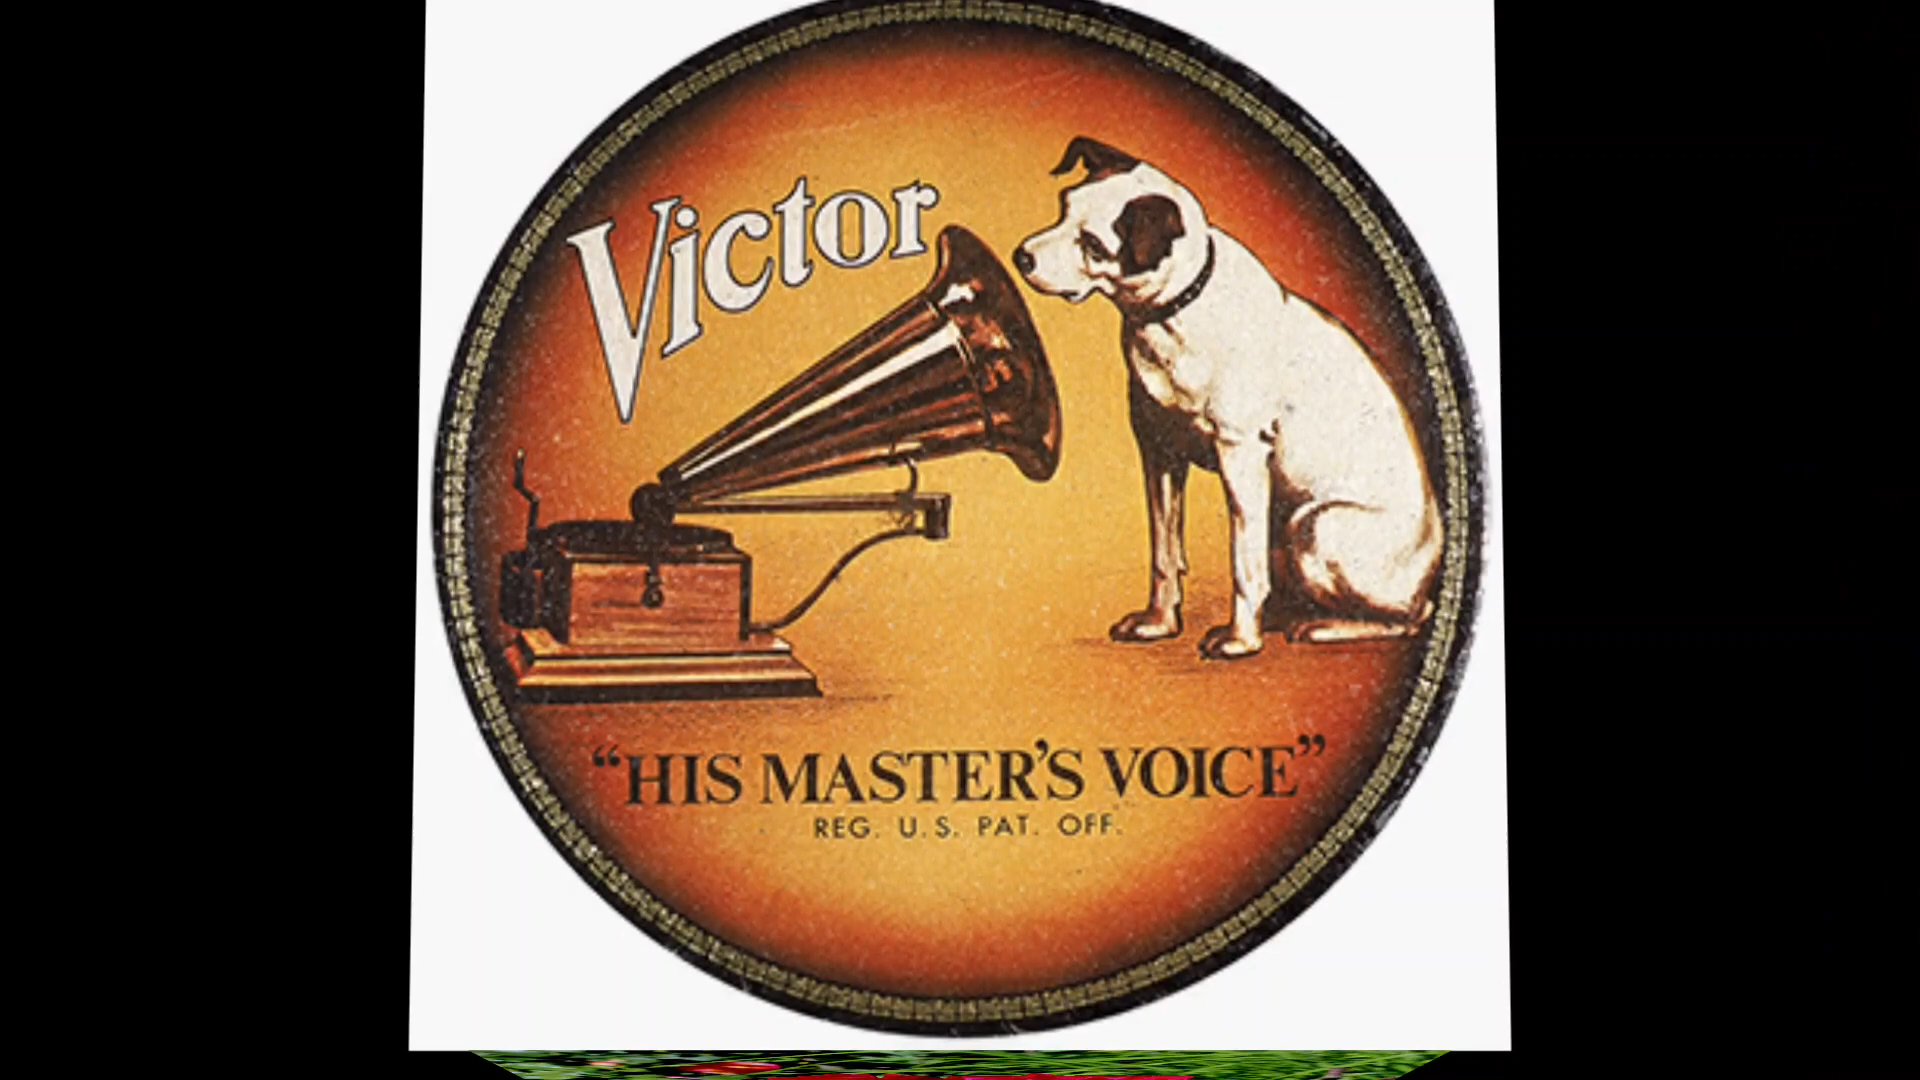 Victor
“HIS MASTER’S VOICE”
REG. U.S. PAT. OFF.